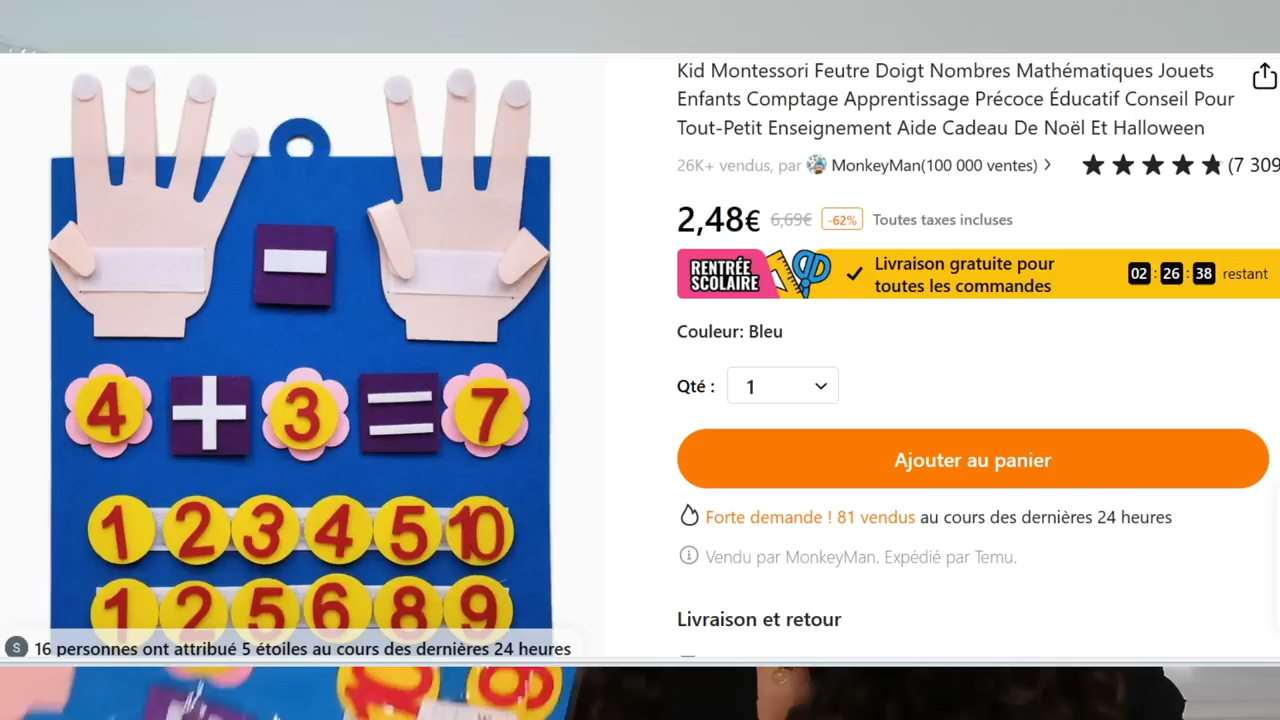 Kid Montessori Feutre Doigt Nombres Mathématiques Jouets
Enfants Comptage Apprentissage Précoce Éducatif Conseil Pour
Tout-Petit Enseignement Aide Cadeau De Noël Et Halloween
26K+ vendus, par MonkeyMan(100 000 ventes)
(7 309
2,48€ 6,69€ -62% Toutes taxes incluses
RENTRÉE
SCOLAIRE
Livraison gratuite pour
toutes les commandes
02 : 26 : 38 restant
Couleur: Bleu
Qté : 1
Ajouter au panier
Forte demande ! 81 vendus au cours des dernières 24 heures
Vendu par MonkeyMan. Expédié par Temu.
Livraison et retour
-
4 + 3 = 7
1 2 3 4 5 10
1 2 5 6 8 9
S 16 personnes ont attribué 5 étoiles au cours des dernières 24 heures